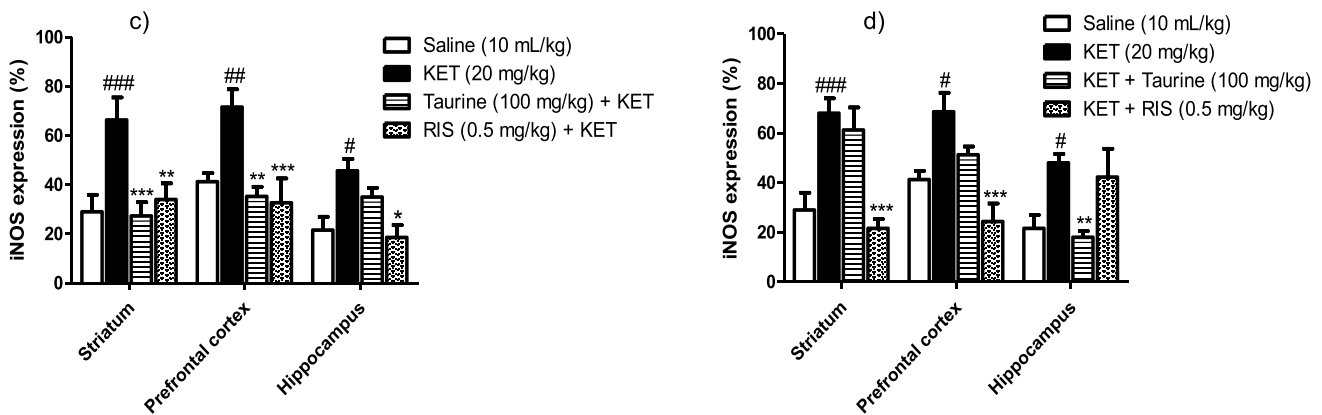 c)
Saline (10 mL/kg)
KET (20 mg/kg)
Taurine (100 mg/kg) + KET
RIS (0.5 mg/kg) + KET
iNOS expression (%)
100
80
60
40
20
0
###
***
**
##
**
***
#
*
Striatum
Prefrontal cortex
Hippocampus
d)
Saline (10 mL/kg)
KET (20 mg/kg)
KET + Taurine (100 mg/kg)
KET + RIS (0.5 mg/kg)
iNOS expression (%)
100
80
60
40
20
0
###
***
#
***
#
**
Striatum
Prefrontal cortex
Hippocampus